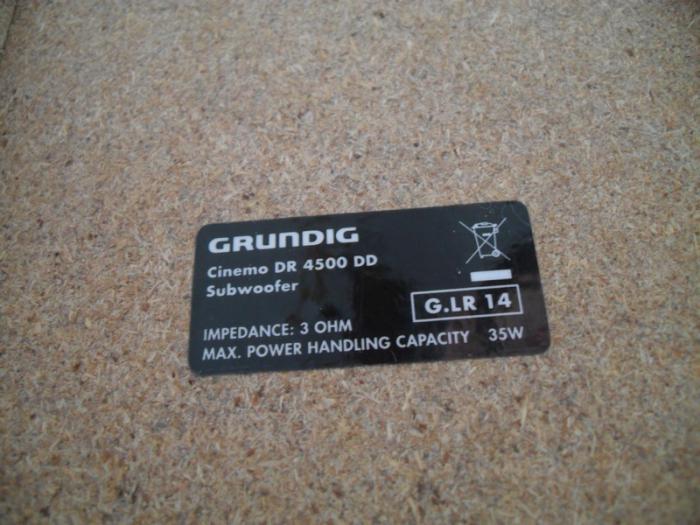 GRUNDIG
Cinemo DR 4500 DD
Subwoofer
G.LR 14
IMPEDANCE: 3 OHM
MAX. POWER HANDLING CAPACITY 35W